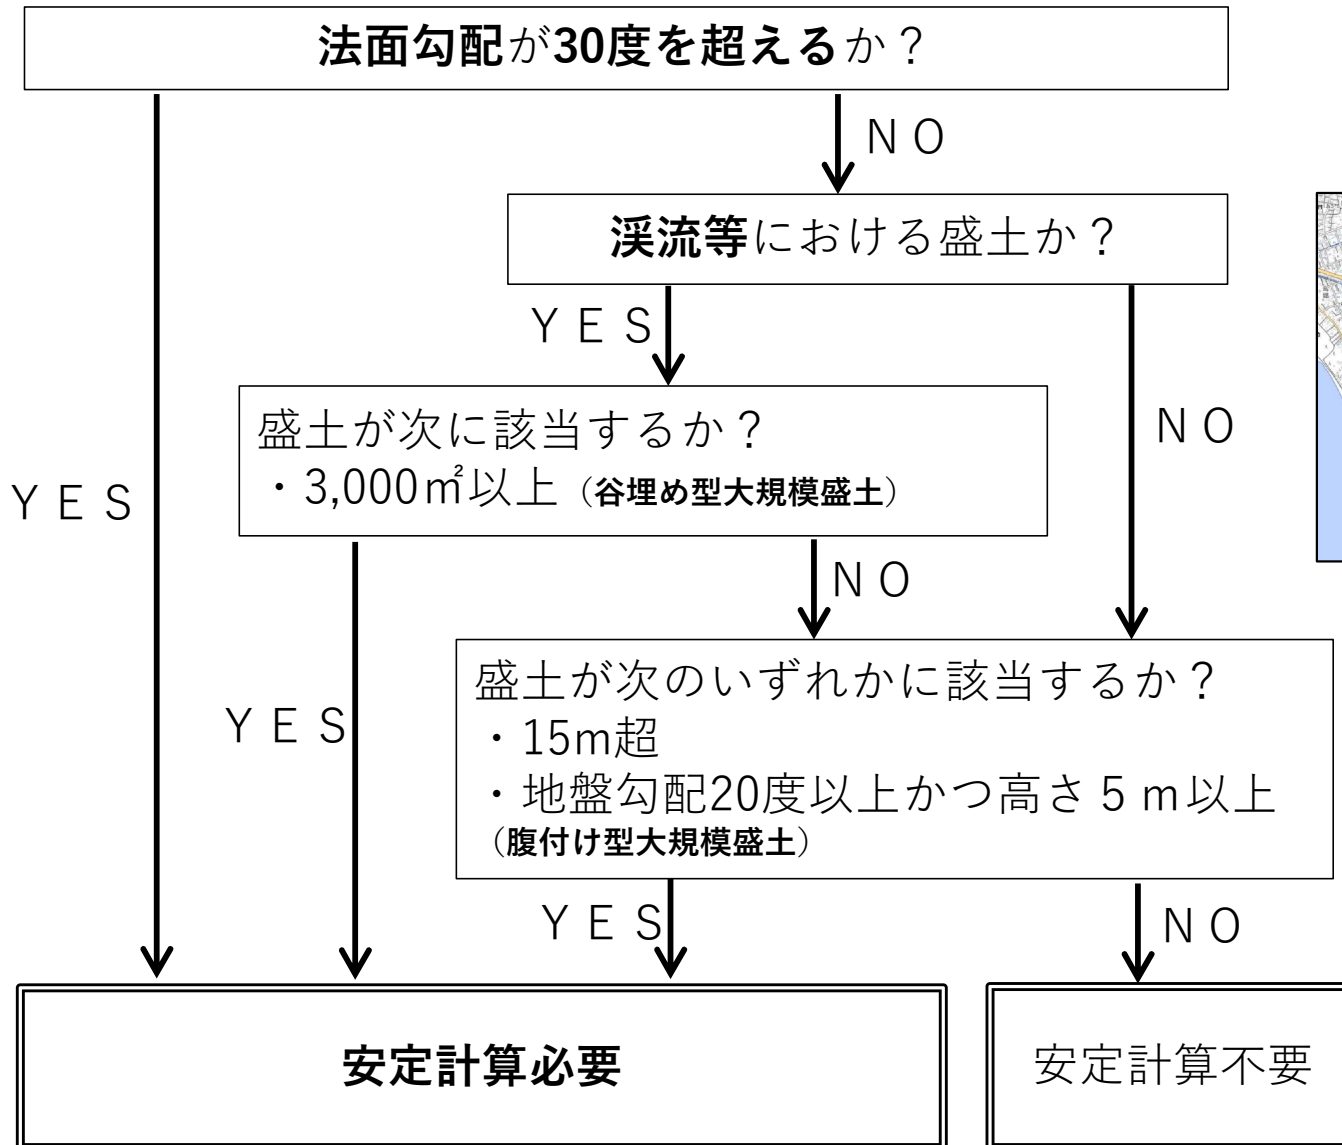 法面勾配が30度を超えるか？
ＮＯ
渓流等における盛土か？
ＹＥＳ
盛土が次に該当するか？
・3,000㎡以上（谷埋め型大規模盛土）
ＮＯ
ＹＥＳ
ＮＯ
盛土が次のいずれかに該当するか？
・15m超
・地盤勾配20度以上かつ高さ５ｍ以上
（腹付け型大規模盛土）
ＹＥＳ
ＹＥＳ
ＮＯ
安定計算必要
安定計算不要